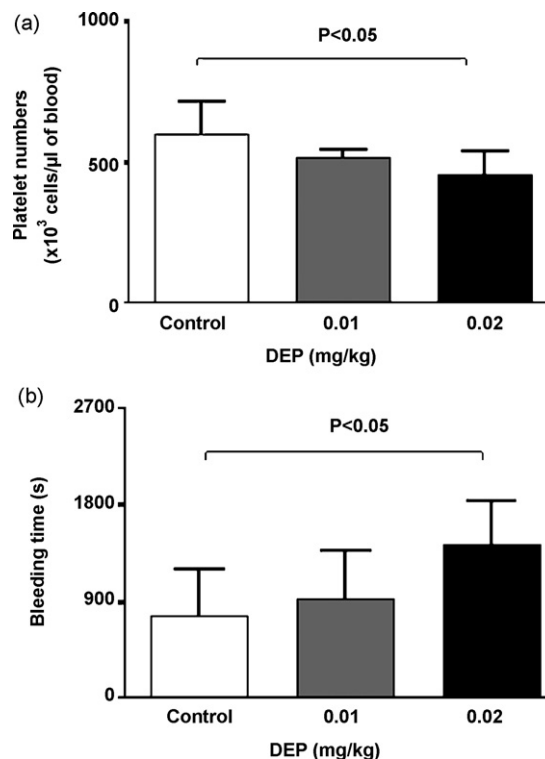 (a)
1000
P<0.05
Platelet numbers
(x10³ cells/µl of blood)
500
0
Control 0.01 0.02
DEP (mg/kg)
(b)
2700
P<0.05
Bleeding time (s)
1800
900
0
Control 0.01 0.02
DEP (mg/kg)